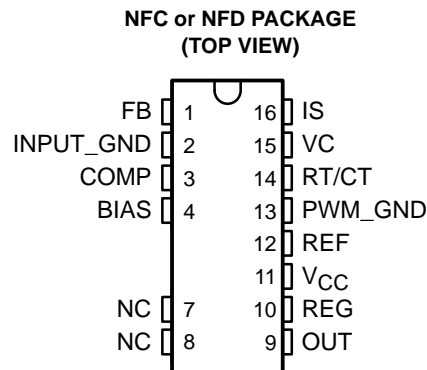 NFC or NFD PACKAGE
(TOP VIEW)
FB 1 16 IS
INPUT_GND 2 15 VC
COMP 3 14 RT/CT
BIAS 4 13 PWM_GND
12 REF
11 VCC
NC 7 10 REG
NC 8 9 OUT